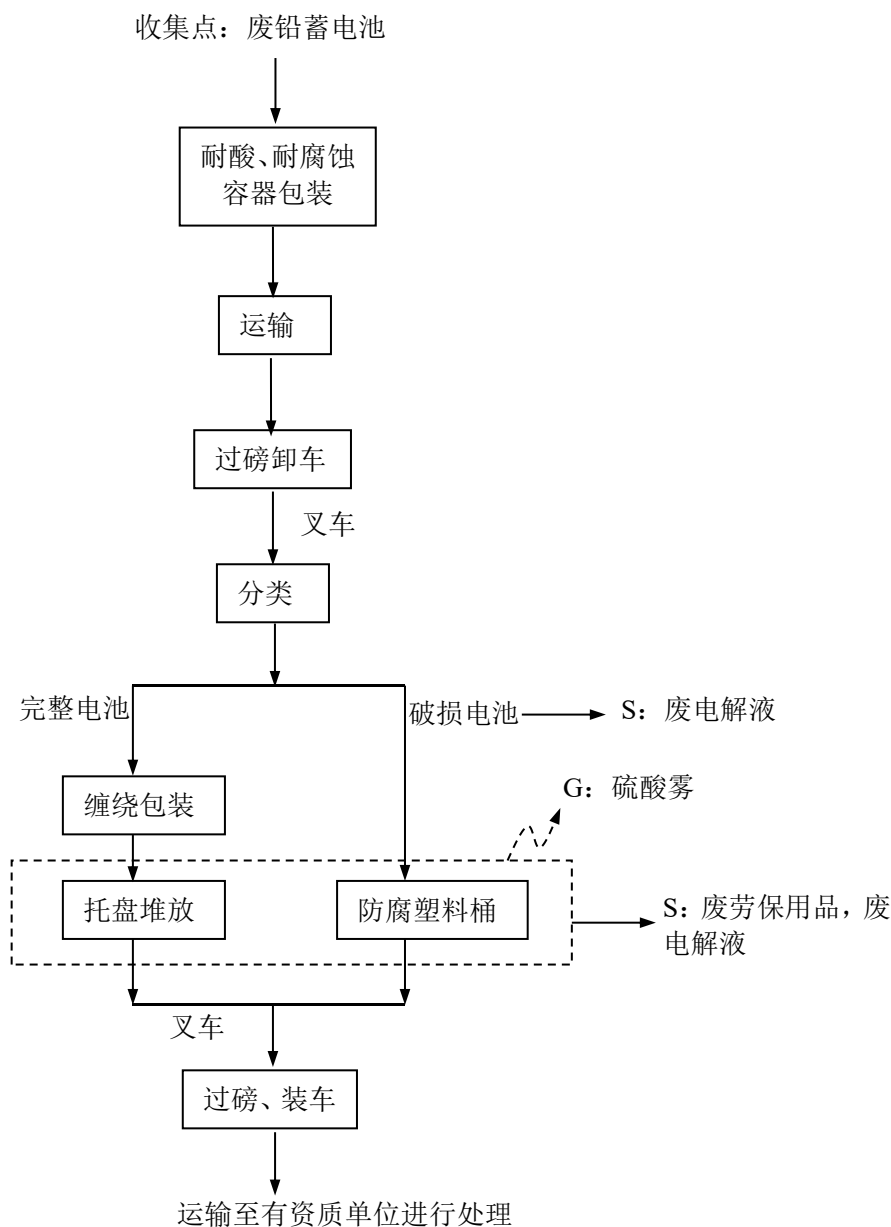 收集点：废铅蓄电池
耐酸、耐腐蚀
容器包装
运输
过磅卸车
叉车
分类
完整电池
破损电池
S：废电解液
G：硫酸雾
缠绕包装
托盘堆放
防腐塑料桶
S：废劳保用品，废
电解液
叉车
过磅、装车
运输至有资质单位进行处理